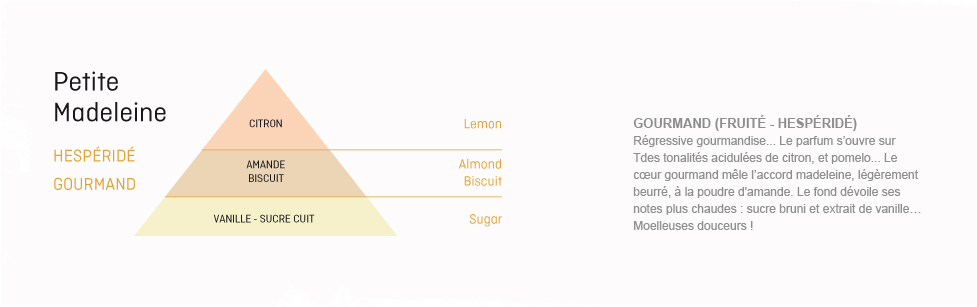 Petite
Madeleine
HESPÉRIDÉ
GOURMAND
CITRON
Lemon
AMANDE
BISCUIT
Almond
Biscuit
VANILLE - SUCRE CUIT
Sugar
GOURMAND (FRUITÉ - HESPÉRIDÉ)
Régressive gourmandise... Le parfum s'ouvre sur
Tdes tonalités acidulées de citron, et pomelo... Le
cœur gourmand mêle l'accord madeleine, légèrement
beurré, à la poudre d'amande. Le fond dévoile ses
notes plus chaudes : sucre bruni et extrait de vanille…
Moelleuses douceurs !